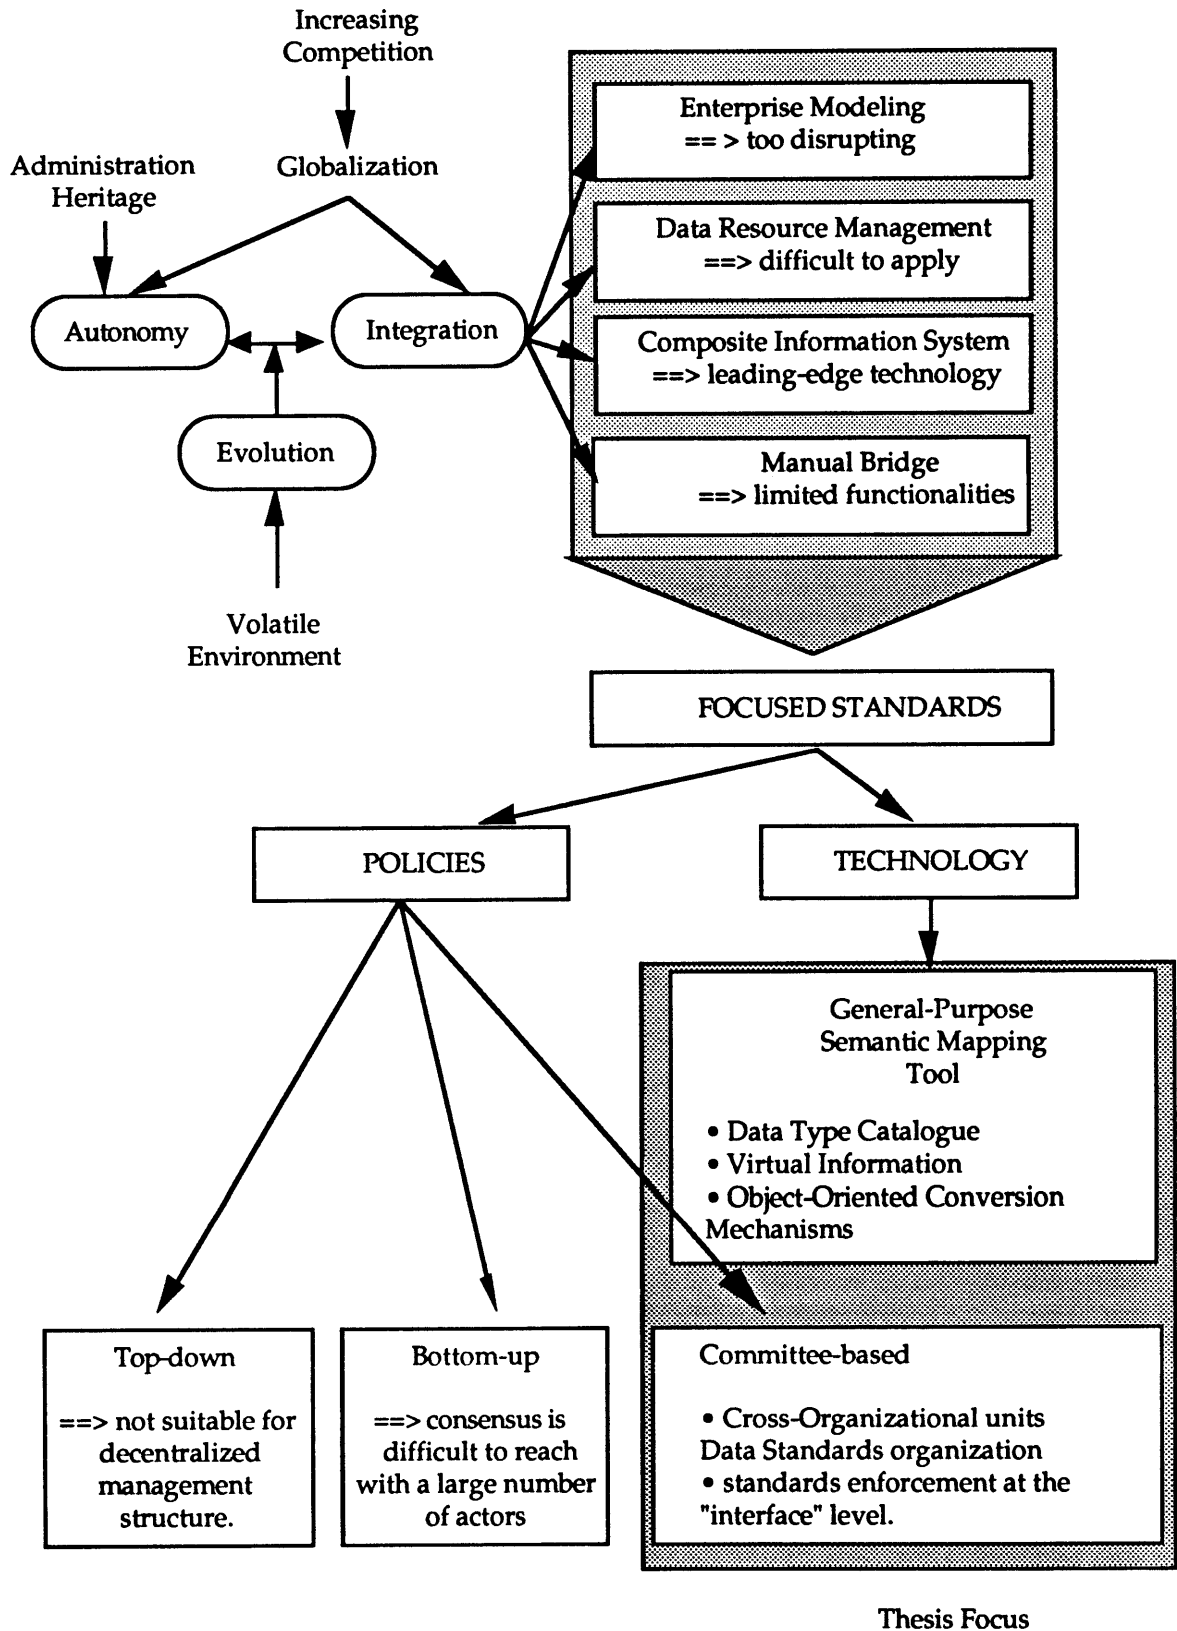 Increasing
Competition
Administration
Heritage
Globalization
Autonomy
Integration
Evolution
Volatile
Environment
Enterprise Modeling
== > too disrupting
Data Resource Management
==> difficult to apply
Composite Information System
==> leading-edge technology
Manual Bridge
==> limited functionalities
FOCUSED STANDARDS
POLICIES
TECHNOLOGY
General-Purpose
Semantic Mapping
Tool
• Data Type Catalogue
• Virtual Information
• Object-Oriented Conversion
Mechanisms
Top-down
==> not suitable for
decentralized
management
structure.
Bottom-up
==> consensus is
difficult to reach
with a large number
of actors
Committee-based
• Cross-Organizational units
Data Standards organization
• standards enforcement at the
"interface" level.
Thesis Focus